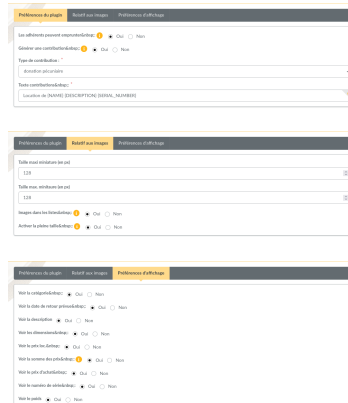 Préférences du plugin Relatif aux images Préférences d'affichage
Les adhérents peuvent emprunter&nbsp;: Oui Non
Générer une contribution&nbsp;: Oui Non
Type de contribution : *
donation pécuniaire
Texte contribution&nbsp;: *
Location de {NAME} {DESCRIPTION} {SERIAL_NUMBER}
Préférences du plugin Relatif aux images Préférences d'affichage
Taille maxi miniature (en px)
128
Taille max. miniature (en px)
128
Images dans les listes&nbsp;: Oui Non
Activer la pleine taille&nbsp;: Oui Non
Préférences du plugin Relatif aux images Préférences d'affichage
Voir la catégorie&nbsp;: Oui Non
Voir la date de retour prévue&nbsp;: Oui Non
Voir la description Oui Non
Voir les dimensions&nbsp;: Oui Non
Voir le prix loc.&nbsp;: Oui Non
Voir la somme des prix&nbsp;: Oui Non
Voir le prix d'achat&nbsp;: Oui Non
Voir le numéro de série&nbsp;: Oui Non
Voir le poids Oui Non